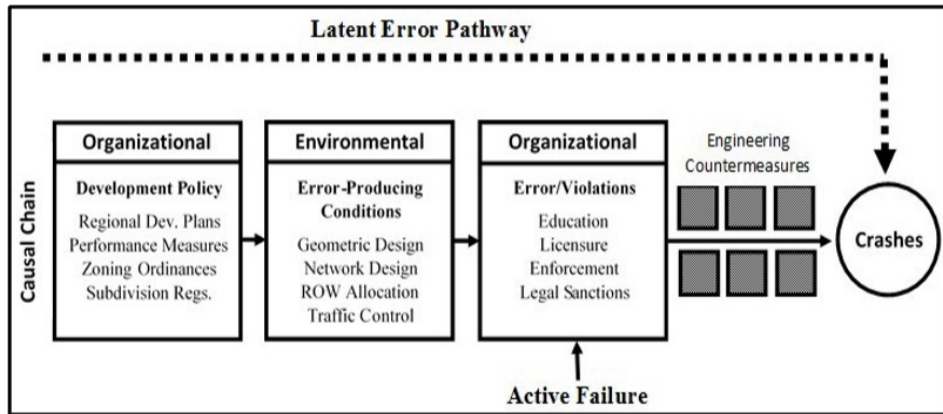 Latent Error Pathway
Causal Chain
Organizational
Development Policy
Regional Dev. Plans
Performance Measures
Zoning Ordinances
Subdivision Regs.
Environmental
Error-Producing
Conditions
Geometric Design
Network Design
ROW Allocation
Traffic Control
Organizational
Error/Violations
Education
Licensure
Enforcement
Legal Sanctions
Engineering
Countermeasures
Crashes
Active Failure